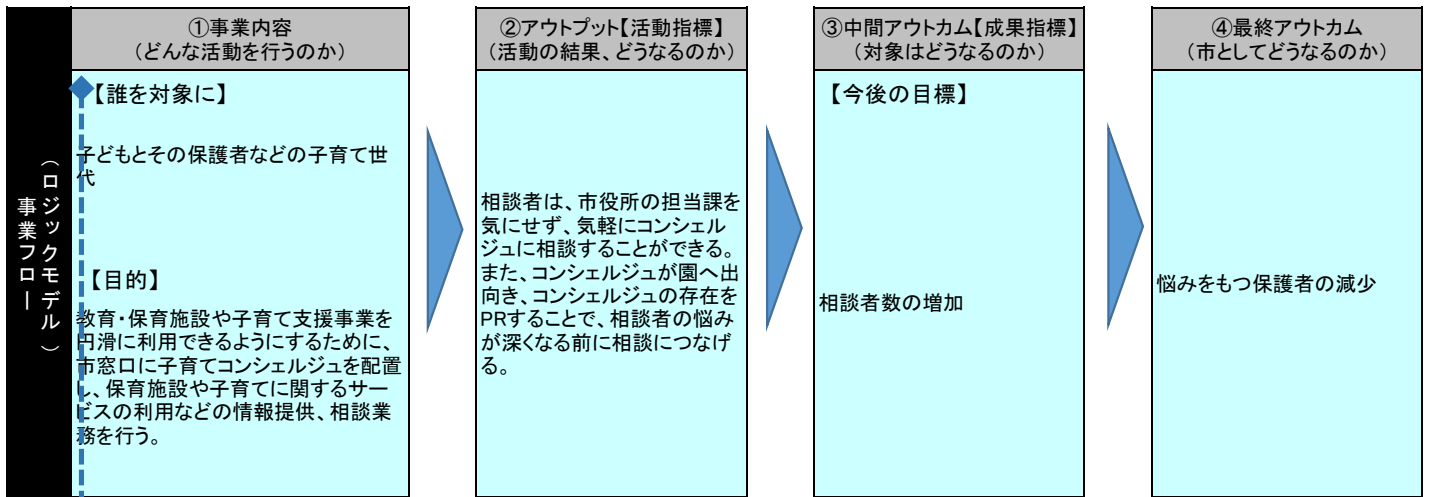 事業フロー
（ロジックモデル）
①事業内容
（どんな活動を行うのか）
【誰を対象に】
子どもとその保護者などの子育て世
代
【目的】
教育・保育施設や子育て支援事業を
円滑に利用できるようにするために、
市窓口に子育てコンシェルジュを配置
し、保育施設や子育てに関するサー
ビスの利用などの情報提供、相談業
務を行う。
②アウトプット【活動指標】
（活動の結果、どうなるのか）
相談者は、市役所の担当課を
気にせず、気軽にコンシェル
ジュに相談することができる。
また、コンシェルジュが園へ出
向き、コンシェルジュの存在を
PRすることで、相談者の悩み
が深くなる前に相談につなげ
る。
③中間アウトカム【成果指標】
（対象はどうなるのか）
【今後の目標】
相談者数の増加
④最終アウトカム
（市としてどうなるのか）
悩みをもつ保護者の減少